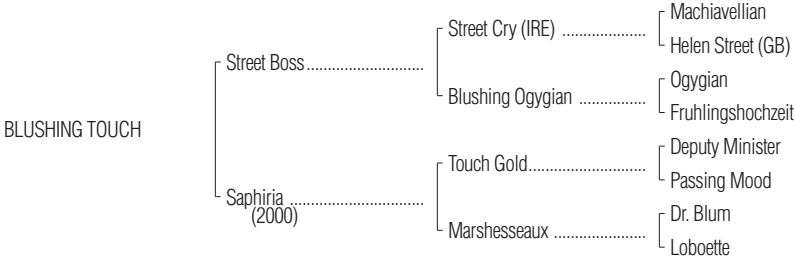 Machiavellian
Street Cry (IRE) ....................
Helen Street (GB)
Street Boss...........................
Ogygian
Blushing Ogygian ................
Fruhlingshochzeit
BLUSHING TOUCH
Deputy Minister
Touch Gold...........................
Passing Mood
Saphiria ...............................
(2000)
Dr. Blum
Marshesseaux .....................
Loboette